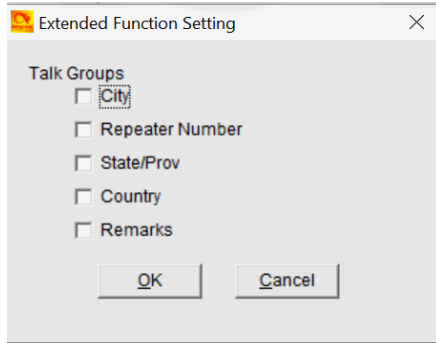 Extended Function Setting
Talk Groups
City
Repeater Number
State/Prov
Country
Remarks
OK
Cancel